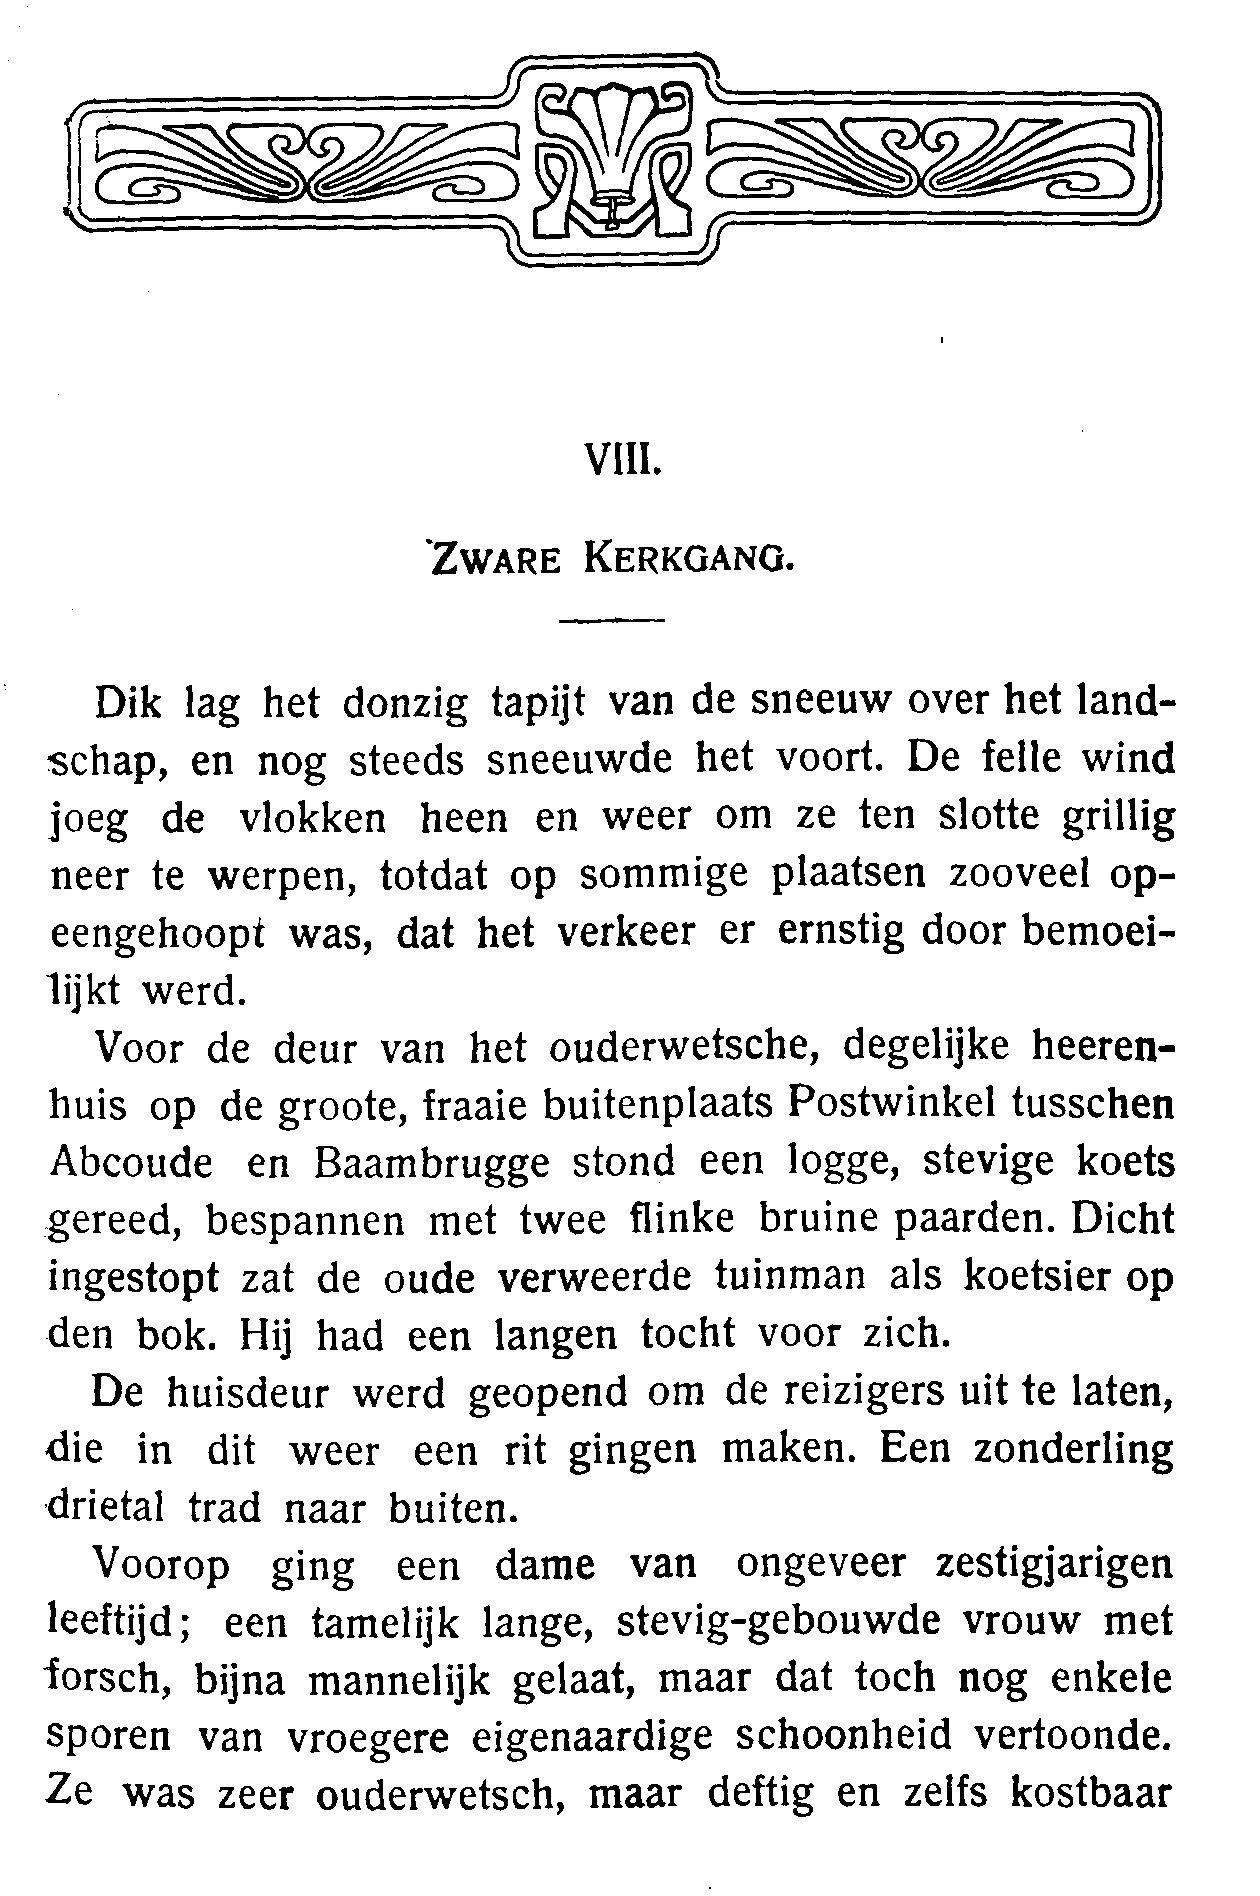 VIII.
ZWARE KERKGANG.
Dik lag het donzig tapijt van de sneeuw over het land-
schap, en nog steeds sneeuwde het voort. De felle wind
joeg de vlokken heen en weer om ze ten slotte grillig
neer te werpen, totdat op sommige plaatsen zooveel op-
eengehoopt was, dat het verkeer er ernstig door bemoei-
lijkt werd.
Voor de deur van het ouderwetsche, degelijke heeren-
huis op de groote, fraaie buitenplaats Postwinkel tusschen
Abcoude en Baambrugge stond een logge, stevige koets
gereed, bespannen met twee flinke bruine paarden. Dicht
ingestopt zat de oude verweerde tuinman als koetsier op
den bok. Hij had een langen tocht voor zich.
De huisdeur werd geopend om de reizigers uit te laten,
die in dit weer een rit gingen maken. Een zonderling
drietal trad naar buiten.
Voorop ging een dame van ongeveer zestigjarigen
leeftijd; een tamelijk lange, stevig-gebouwde vrouw met
forsch, bijna mannelijk gelaat, maar dat toch nog enkele
sporen van vroegere eigenaardige schoonheid vertoonde.
Ze was zeer ouderwetsch, maar deftig en zelfs kostbaar